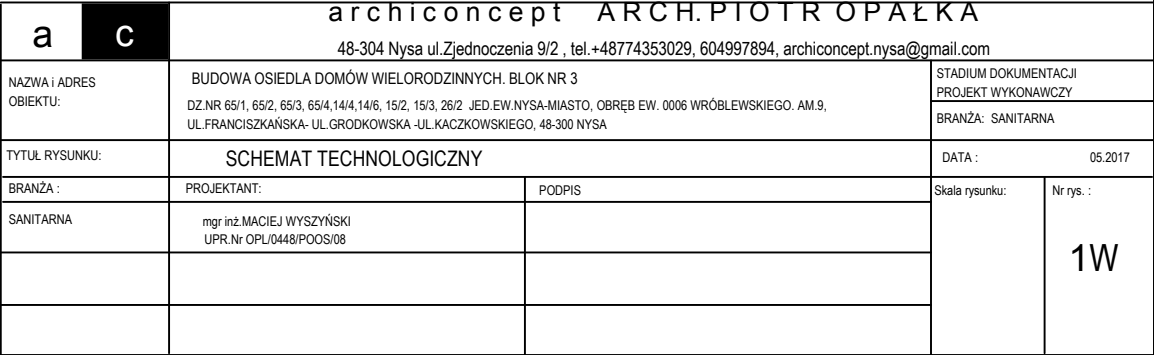 a c
archiconcept ARCH.PIOTR OPAŁKA
48-304 Nysa ul.Zjednoczenia 9/2 , tel.+48774353029, 604997894, archiconcept.nysa@gmail.com
NAZWA i ADRES
OBIEKTU:
BUDOWA OSIEDLA DOMÓW WIELORODZINNYCH. BLOK NR 3
DZ.NR 65/1, 65/2, 65/3, 65/4,14/4,14/6, 15/2, 15/3, 26/2 JED.EW.NYSA-MIASTO, OBRĘB EW. 0006 WRÓBLEWSKIEGO. AM.9,
UL.FRANCISZKAŃSKA- UL.GRODKOWSKA -UL.KACZKOWSKIEGO, 48-300 NYSA
STADIUM DOKUMENTACJI
PROJEKT WYKONAWCZY
BRANŻA: SANITARNA
TYTUŁ RYSUNKU:
SCHEMAT TECHNOLOGICZNY
DATA : 05.2017
BRANŻA :
PROJEKTANT:
PODPIS
Skala rysunku:
Nr rys. :
SANITARNA
mgr inż.MACIEJ WYSZYŃSKI
UPR.Nr OPL/0448/POOS/08
1W